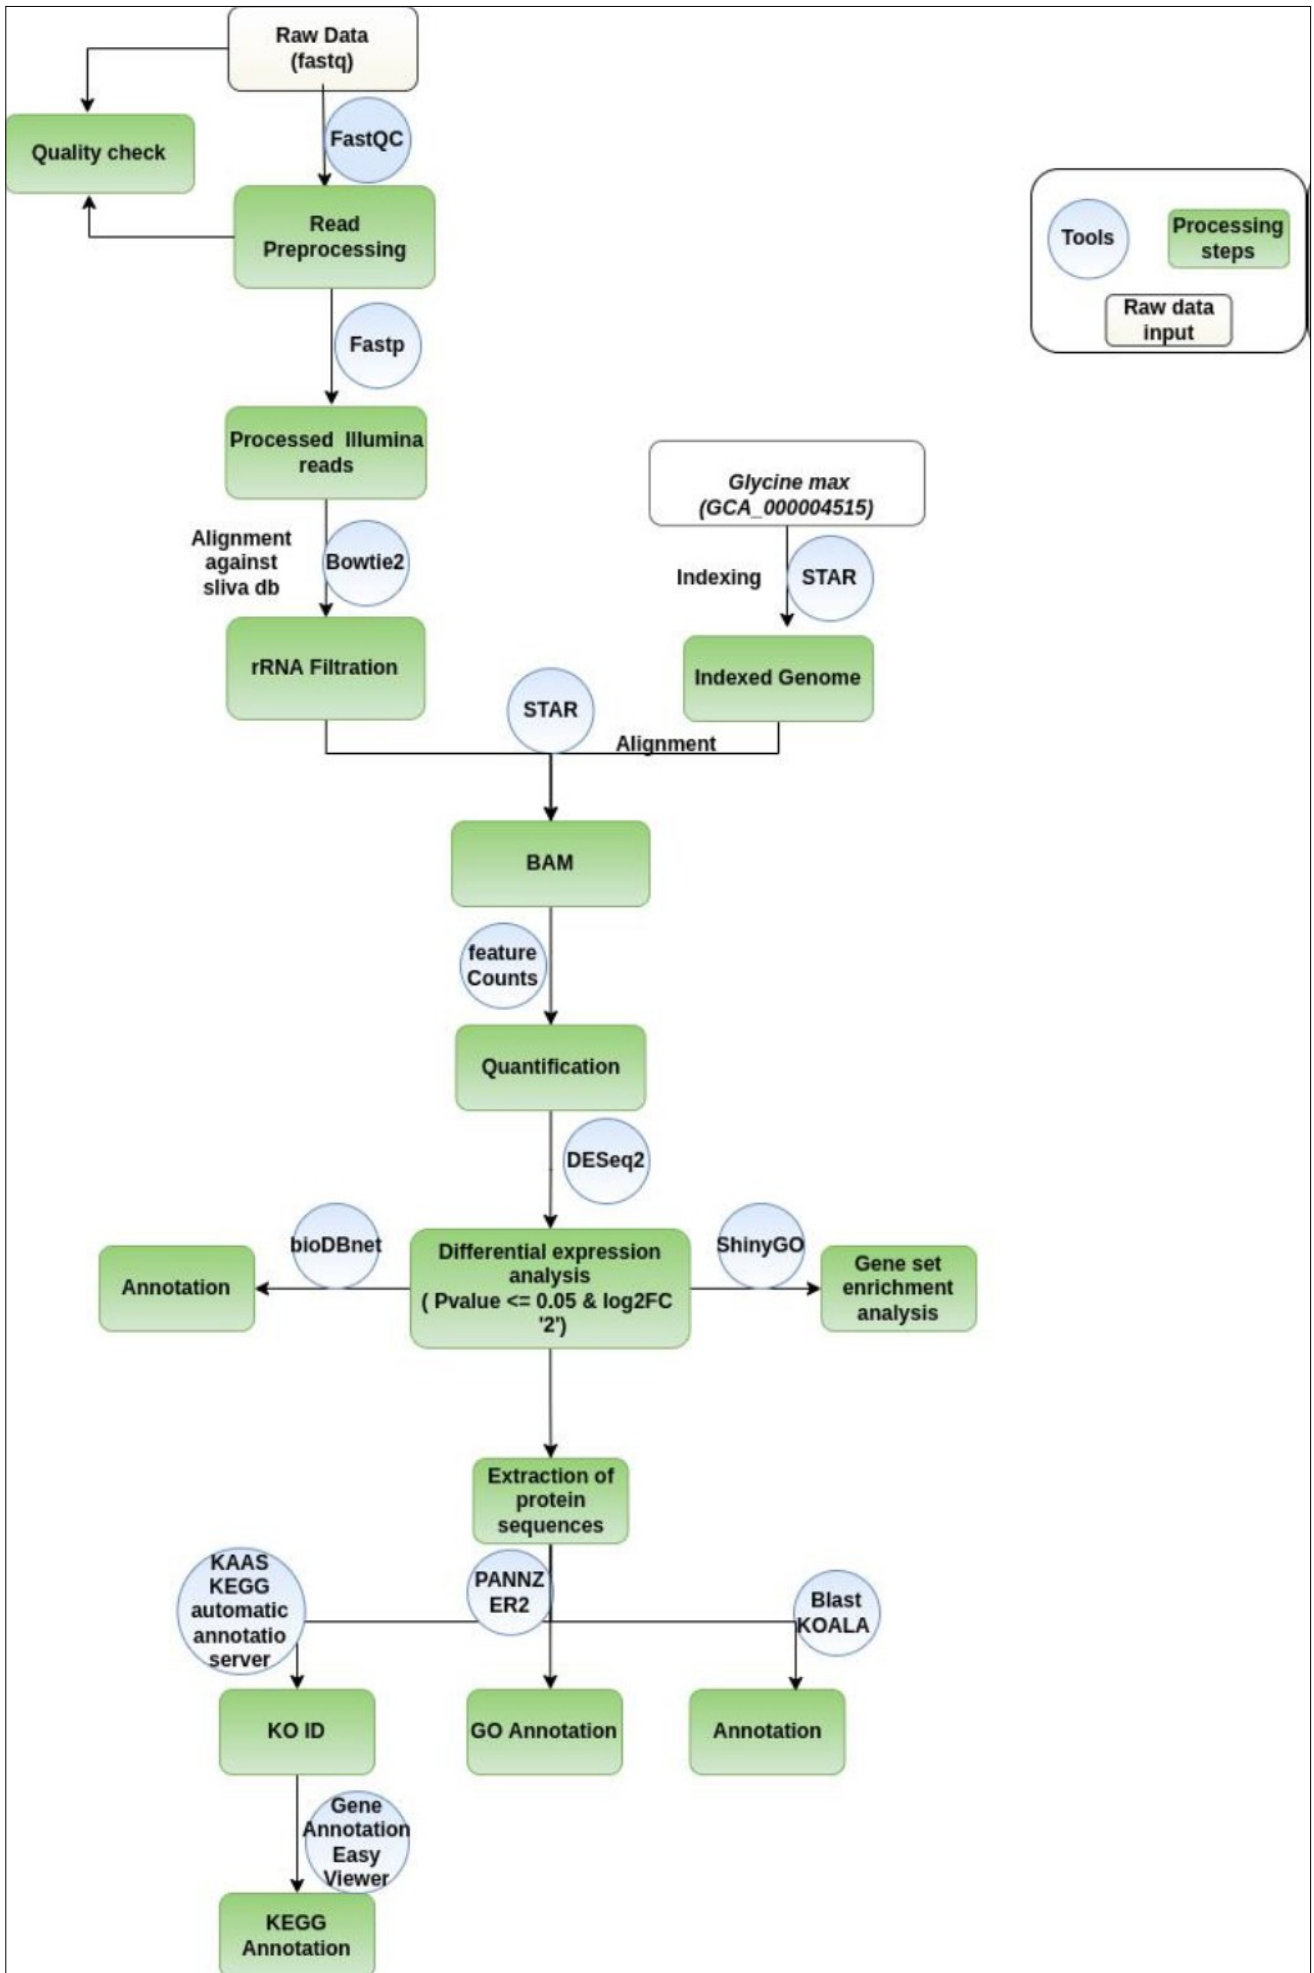 Raw Data
(fastq)
FastQC
Quality check
Read
Preprocessing
Tools
Processing
steps
Raw data
input
Fastp
Processed Illumina
reads
Glycine max
(GCA_000004515)
Alignment
against
sliva db
Bowtie2
Indexing
STAR
rRNA Filtration
Indexed Genome
STAR
Alignment
BAM
feature
Counts
Quantification
DESeq2
bioDBnet
ShinyGO
Annotation
Differential expression
analysis
( Pvalue <= 0.05 & log2FC
'2')
Gene set
enrichment
analysis
Extraction of
protein
sequences
KAAS
KEGG
automatic
annotatio
server
PANNZ
ER2
Blast
KOALA
KO ID
GO Annotation
Annotation
Gene
Annotation
Easy
Viewer
KEGG
Annotation